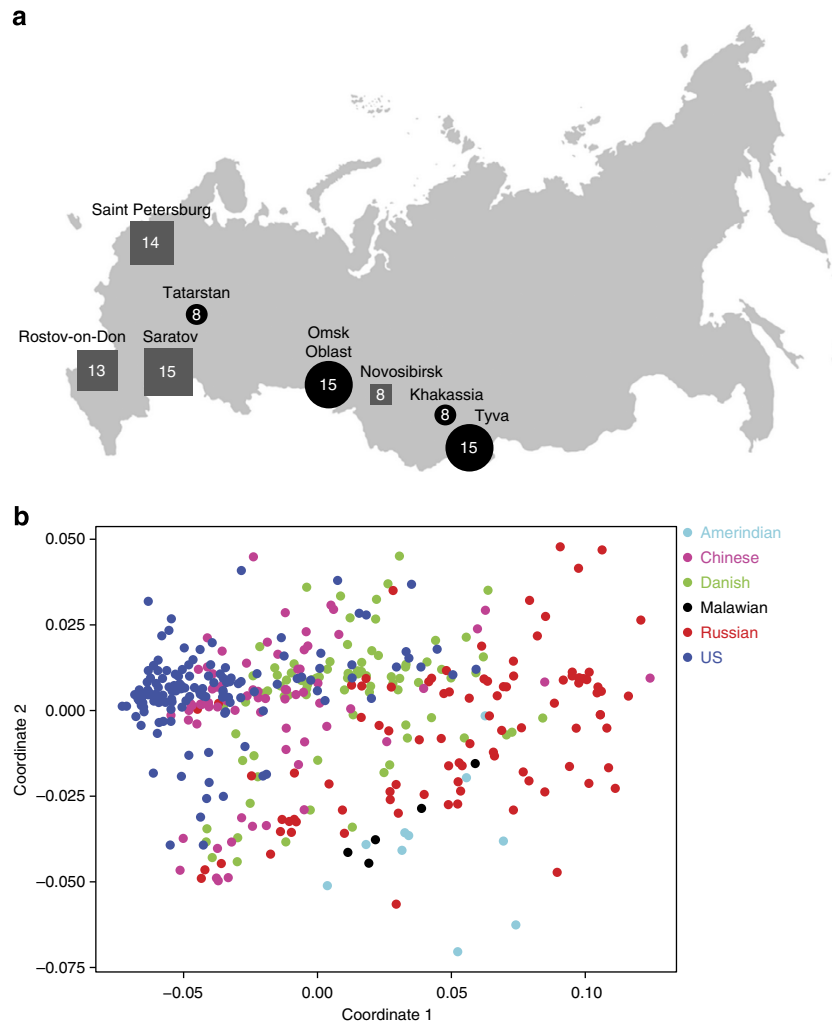 a
Saint Petersburg
14
Tatarstan
8
Rostov-on-Don
Saratov
13
15
Omsk
Oblast
15
Novosibirsk
8
Khakassia
8
Tyva
15
b
0.050
0.025
0.000
−0.025
−0.050
−0.075
Coordinate 2
−0.05
0.00
0.05
0.10
Coordinate 1
Amerindian
Chinese
Danish
Malawian
Russian
US